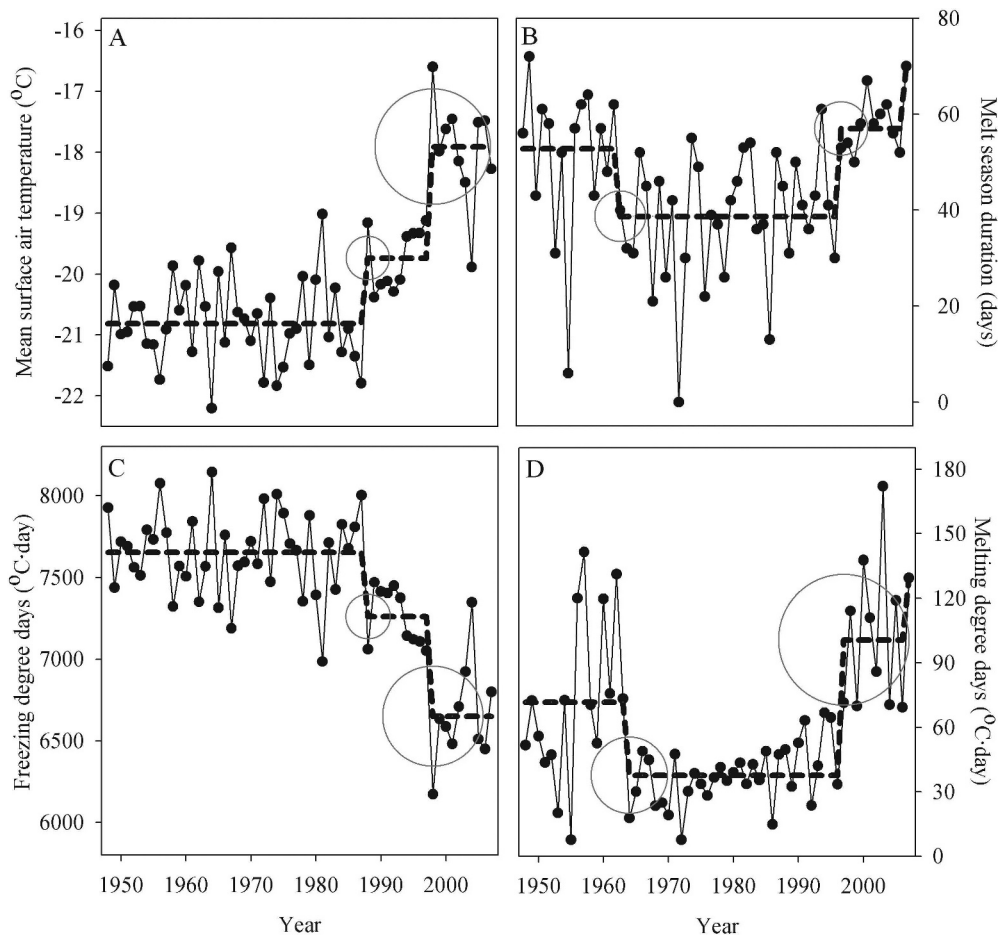 A
B
Mean surface air temperature (°C)
-16
-17
-18
-19
-20
-21
-22
80
60
40
20
0
Melt season duration (days)
C
D
Freezing degree days (°C·day)
8000
7500
7000
6500
6000
180
150
120
90
60
30
0
Melting degree days (°C·day)
1950 1960 1970 1980 1990 2000
1950 1960 1970 1980 1990 2000
Year
Year